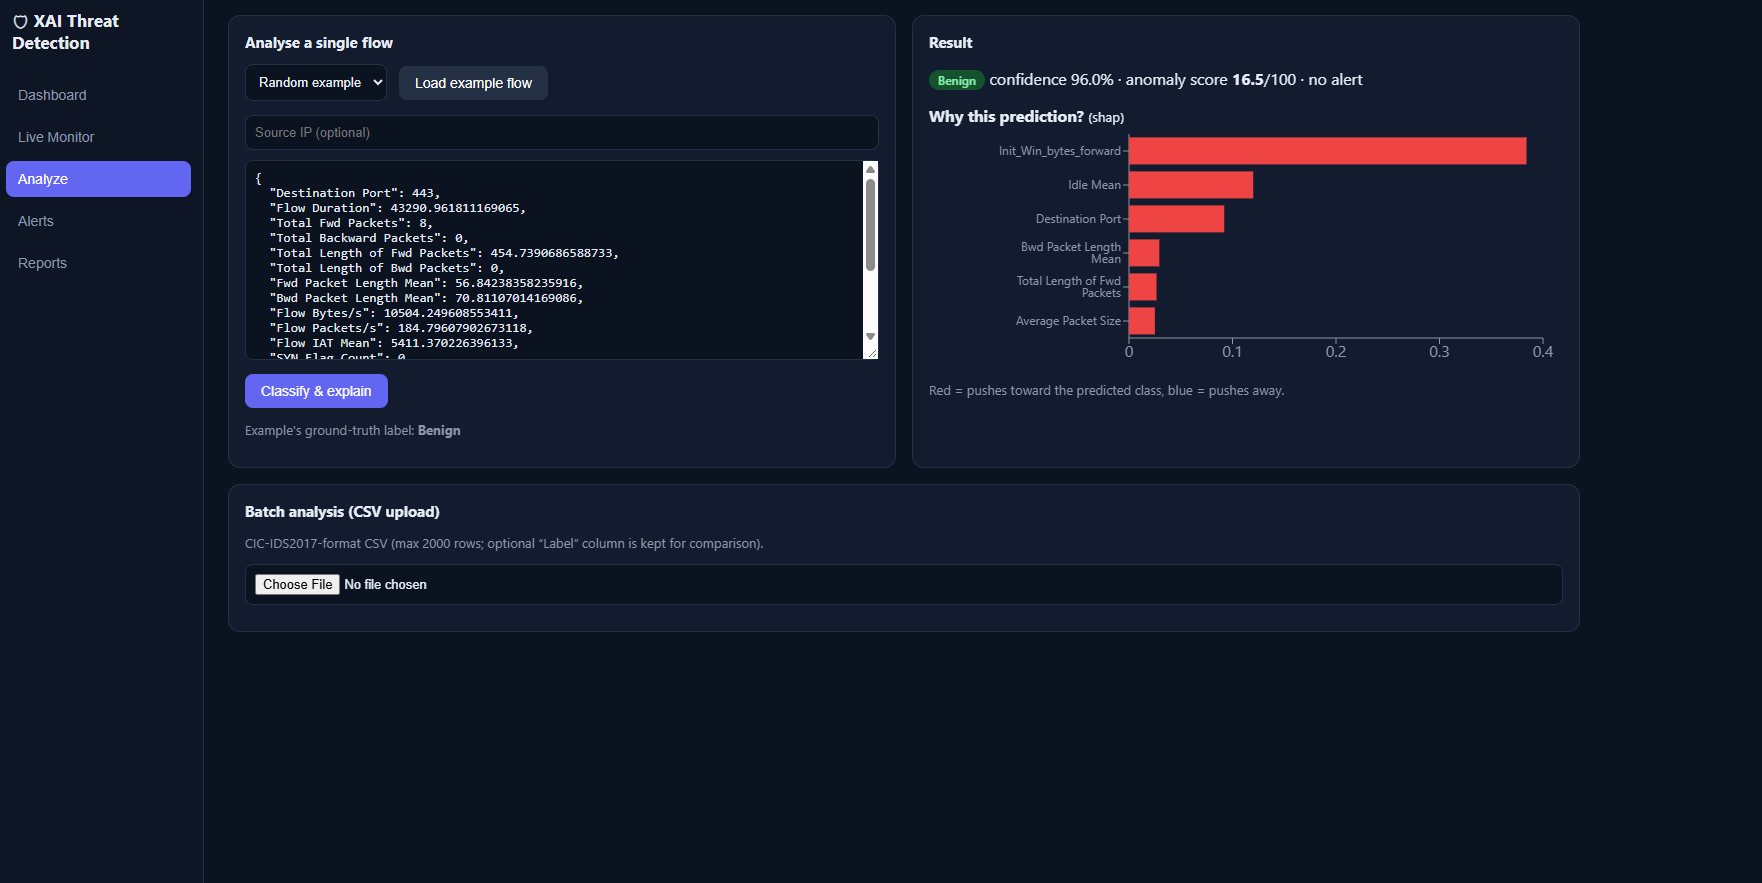 XAI Threat
Detection
Dashboard
Live Monitor
Analyze
Alerts
Reports
Analyse a single flow
Random example
Load example flow
Source IP (optional)
{
"Destination Port": 443,
"Flow Duration": 43290.961811169065,
"Total Fwd Packets": 8,
"Total Backward Packets": 0,
"Total Length of Fwd Packets": 454.7390686588733,
"Total Length of Bwd Packets": 0,
"Fwd Packet Length Mean": 56.84238358235916,
"Bwd Packet Length Mean": 70.81107014169086,
"Flow Bytes/s": 10504.249608553411,
"Flow Packets/s": 184.79607902673118,
"Flow IAT Mean": 5411.370226396133,
"SYN Flag Count": 0
Classify & explain
Example's ground-truth label: Benign
Result
Benign confidence 96.0% · anomaly score 16.5/100 · no alert
Why this prediction? (shap)
Init_Win_bytes_forward
Idle Mean
Destination Port
Bwd Packet Length
Mean
Total Length of Fwd
Packets
Average Packet Size
0 0.1 0.2 0.3 0.4
Red = pushes toward the predicted class, blue = pushes away.
Batch analysis (CSV upload)
CIC-IDS2017-format CSV (max 2000 rows; optional “Label” column is kept for comparison).
Choose File No file chosen